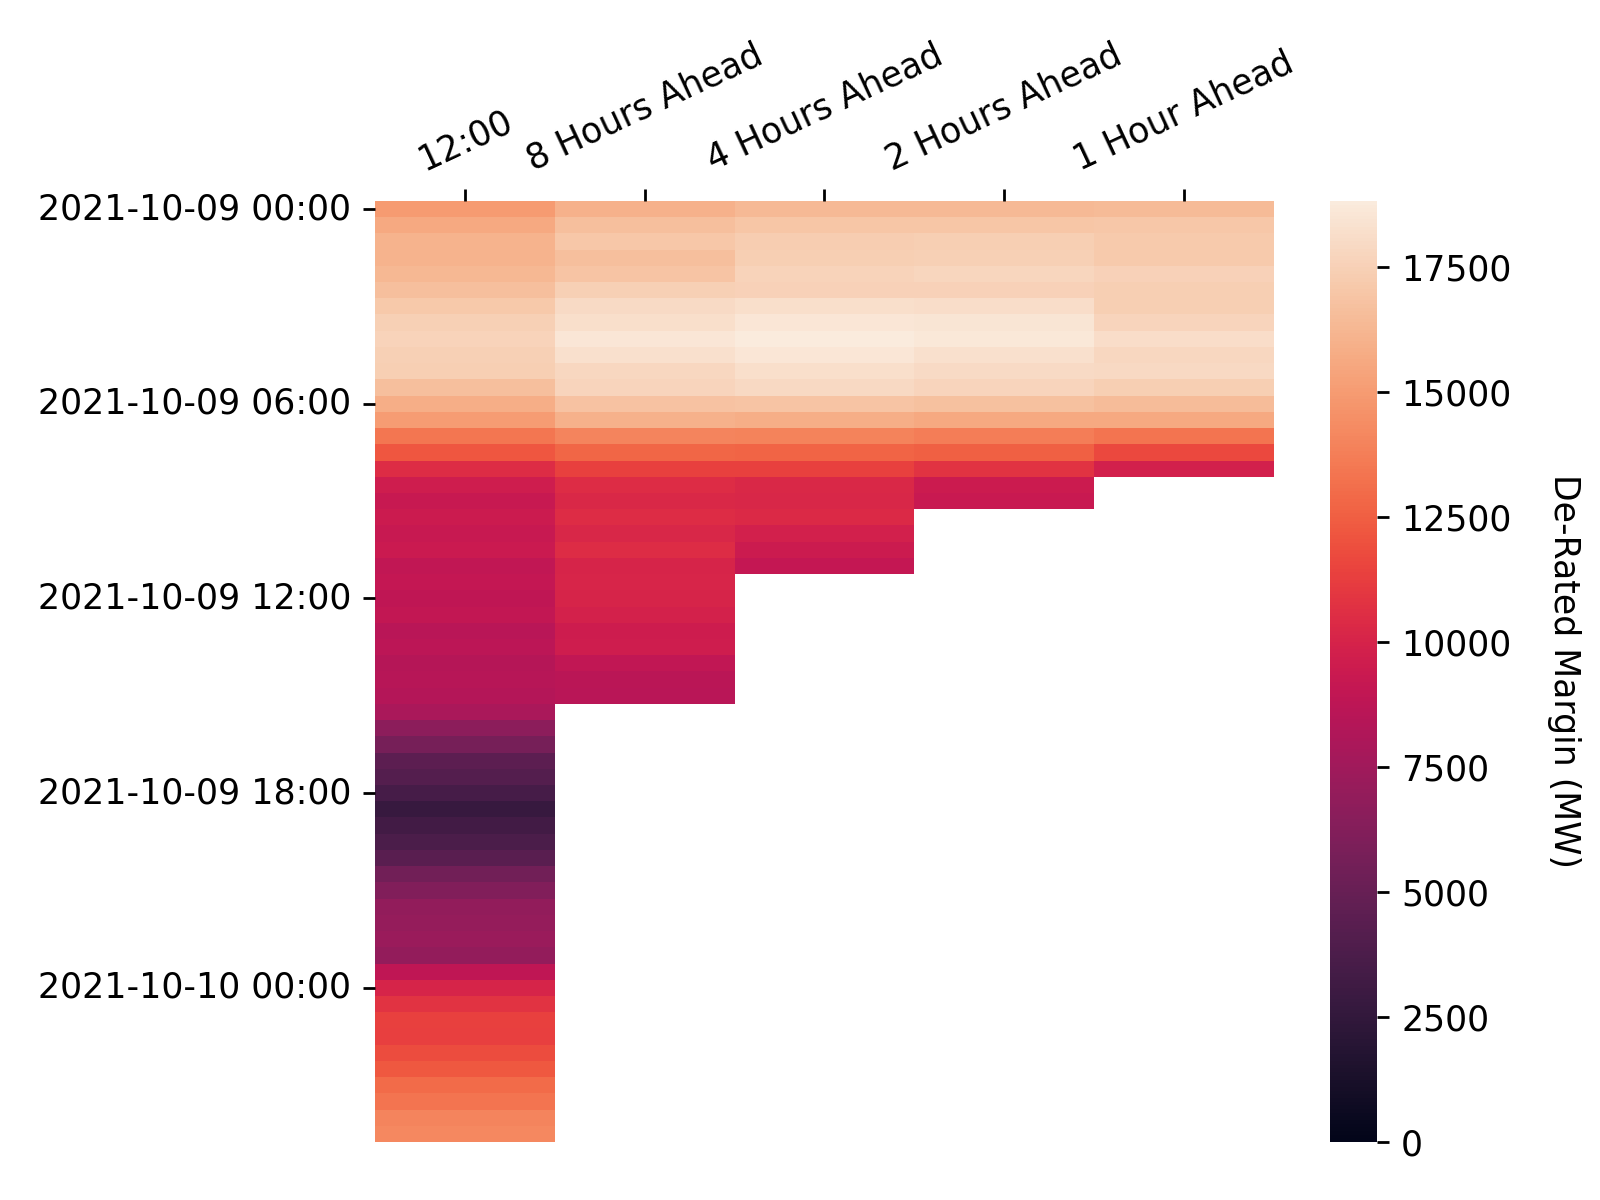 12:00
8 Hours Ahead
4 Hours Ahead
2 Hours Ahead
1 Hour Ahead
2021-10-09 00:00
2021-10-09 06:00
2021-10-09 12:00
2021-10-09 18:00
2021-10-10 00:00
17500
15000
12500
10000
7500
5000
2500
0
De-Rated Margin (MW)